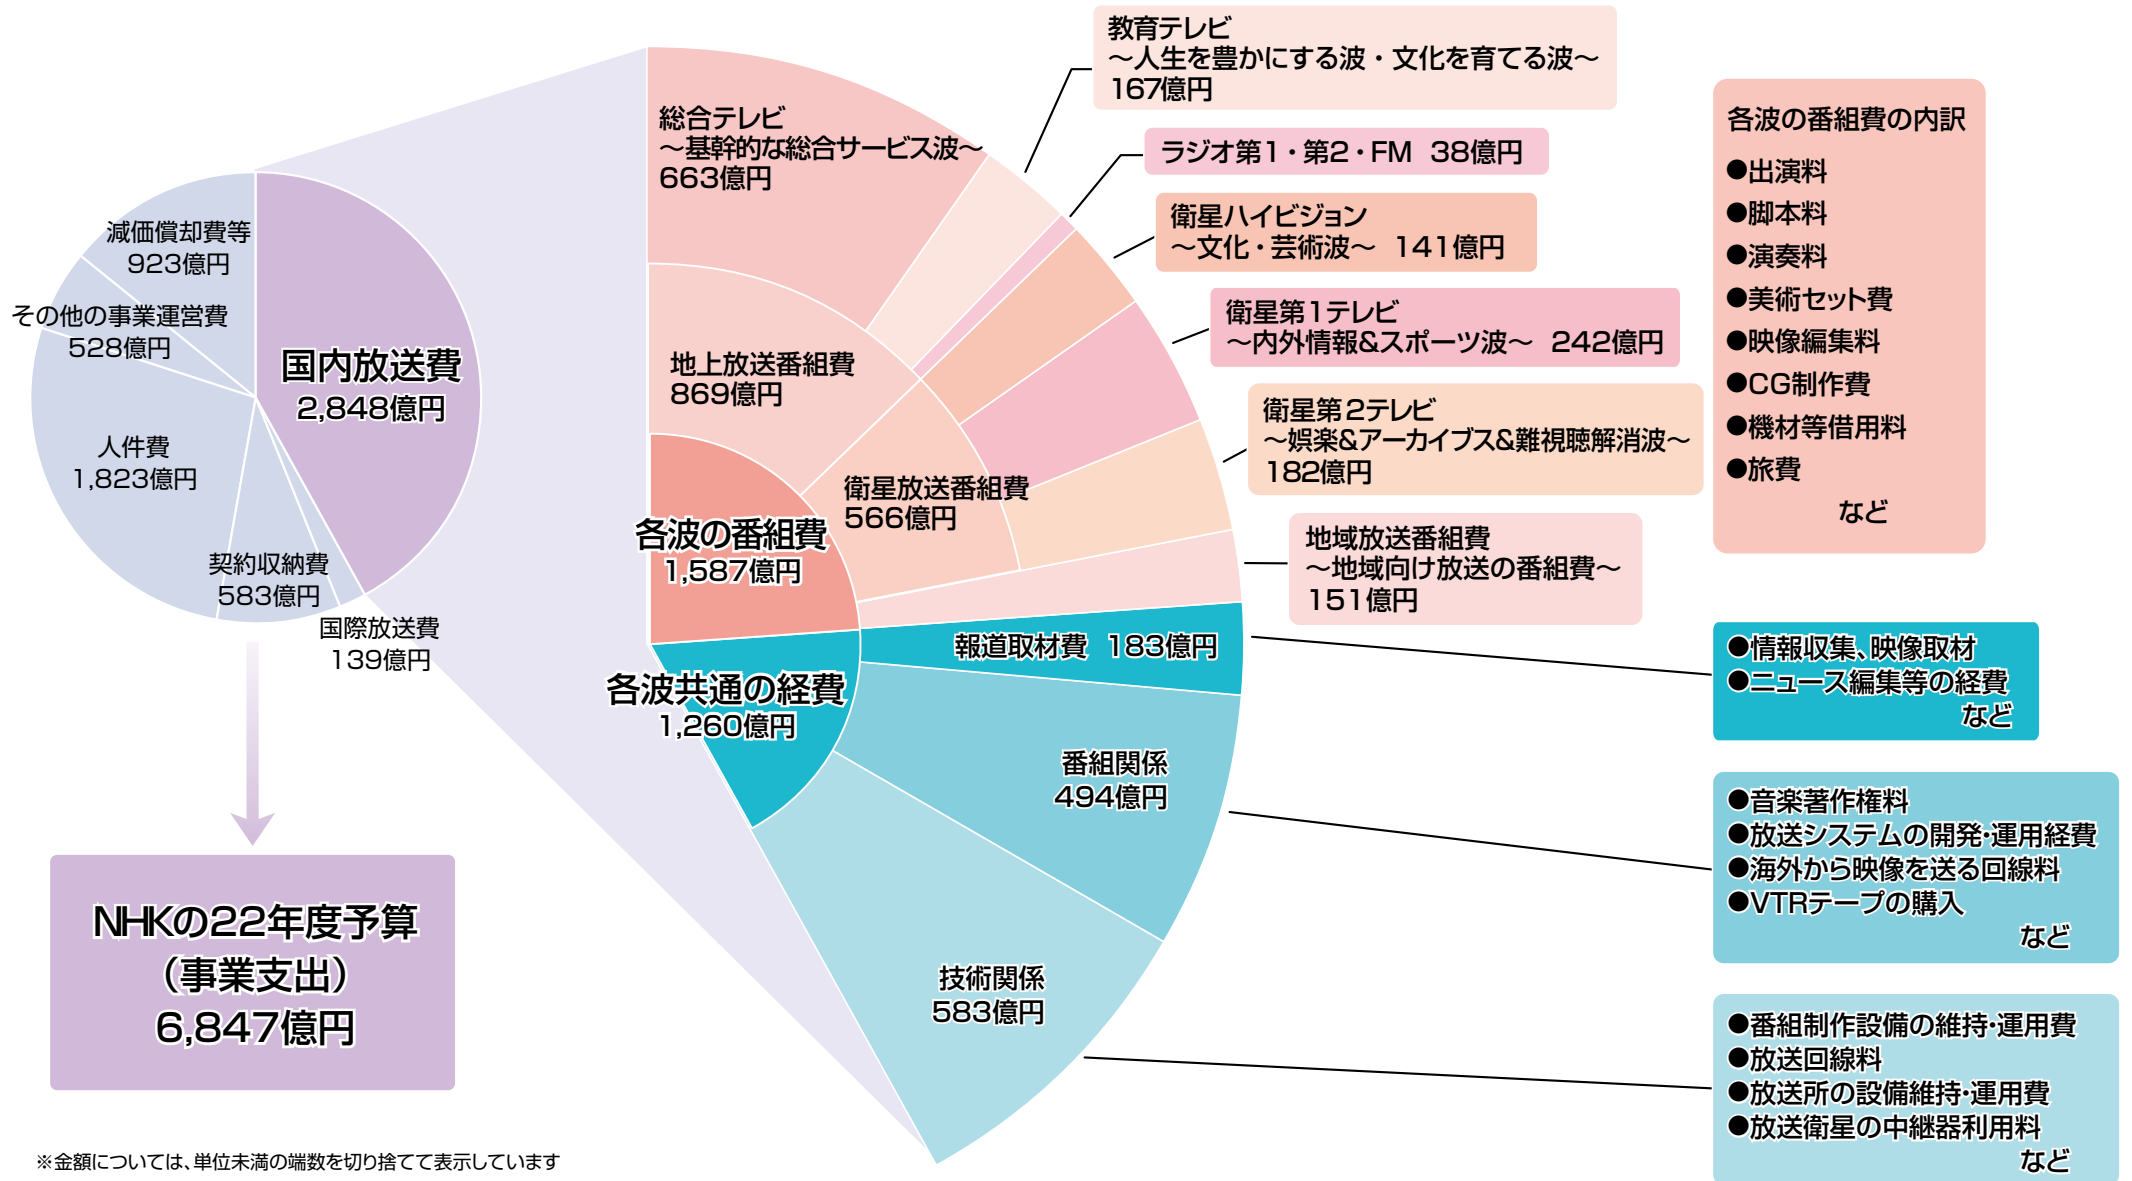 減価償却費等
923億円
その他の事業運営費
528億円
人件費
1,823億円
契約収納費
583億円
国際放送費
139億円
国内放送費
2,848億円
NHKの22年度予算
（事業支出）
6,847億円
※金額については、単位未満の端数を切り捨てて表示しています
総合テレビ
～基幹的な総合サービス波～
663億円
地上放送番組費
869億円
衛星放送番組費
566億円
各波の番組費
1,587億円
各波共通の経費
1,260億円
報道取材費 183億円
番組関係
494億円
技術関係
583億円
教育テレビ
～人生を豊かにする波・文化を育てる波～
167億円
ラジオ第1・第2・FM 38億円
衛星ハイビジョン
～文化・芸術波～ 141億円
衛星第1テレビ
～内外情報&スポーツ波～ 242億円
衛星第2テレビ
～娯楽&アーカイブス&難視聴解消波～
182億円
地域放送番組費
～地域向け放送の番組費～
151億円
各波の番組費の内訳
●出演料
●脚本料
●演奏料
●美術セット費
●映像編集料
●CG制作費
●機材等借用料
●旅費
など
●情報収集、映像取材
●ニュース編集等の経費
など
●音楽著作権料
●放送システムの開発・運用経費
●海外から映像を送る回線料
●VTRテープの購入
など
●番組制作設備の維持・運用費
●放送回線料
●放送所の設備維持・運用費
●放送衛星の中継器利用料
など